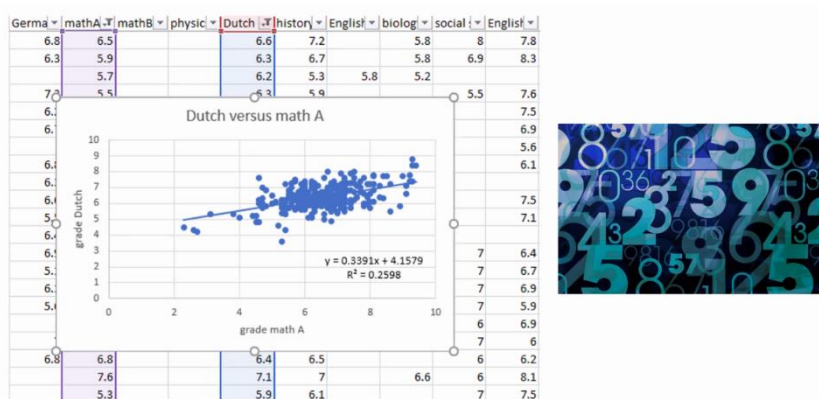 Germa mathA mathB physic Dutch history English biolog social English
6.8 6.5 6.6 7.2 5.8 8 7.8
6.3 5.9 6.3 6.7 5.8 6.9 8.3
5.7 6.2 5.3 5.8 5.2
5.5 6.3 5.9 5.5 7.6
Dutch versus math A
7.5
6.9
5.6
6.1
7.5
7.1
7 6.4
7 6.7
7 6.9
7 5.9
6 6.9
7 6
10
9
8
7
6
5
4
3
2
1
0
grade Dutch
y = 0.3391x + 4.1579
R² = 0.2598
0 2 4 6 8 10
grade math A
6.8 6.8 6.4 6.5 6 6.2
7.6 7.1 7 6.6 6 8.1
5.3 5.9 6.1 7 7.5